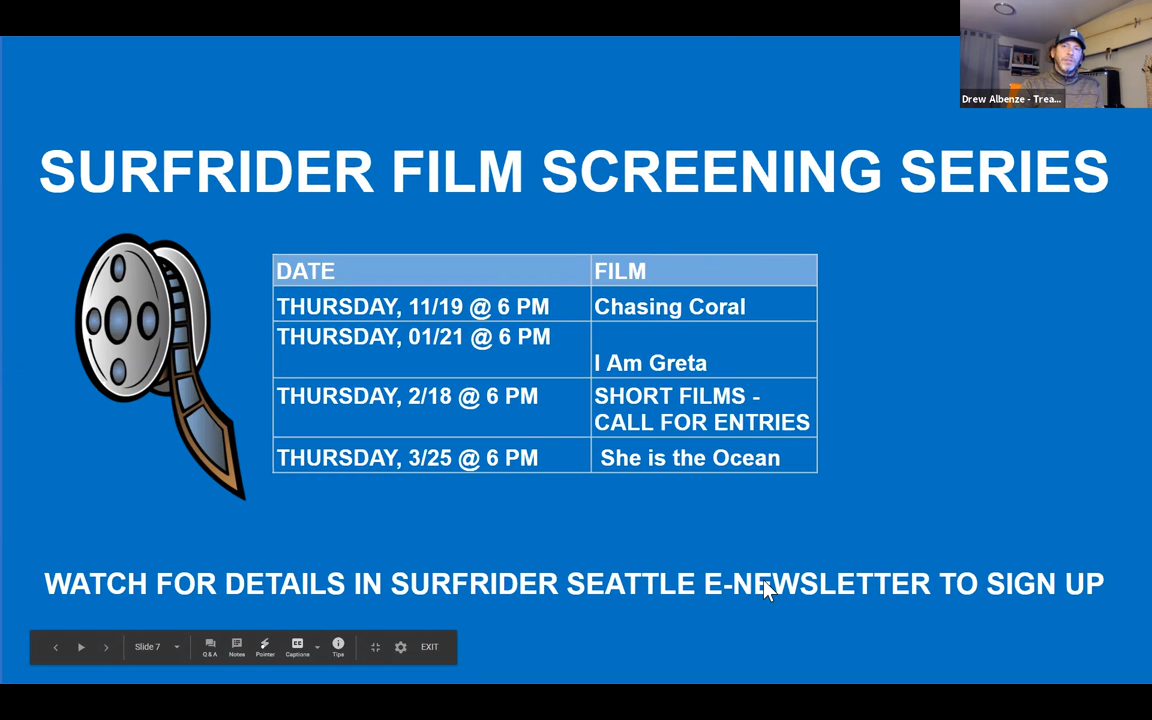 Drew Albenze - Trea...
SURFRIDER FILM SCREENING SERIES
DATE FILM
THURSDAY, 11/19 @ 6 PM Chasing Coral
THURSDAY, 01/21 @ 6 PM
I Am Greta
THURSDAY, 2/18 @ 6 PM SHORT FILMS -
CALL FOR ENTRIES
THURSDAY, 3/25 @ 6 PM She is the Ocean
WATCH FOR DETAILS IN SURFRIDER SEATTLE E-NEWSLETTER TO SIGN UP
Slide 7 Q & A Notes Pointer Captions Tips EXIT